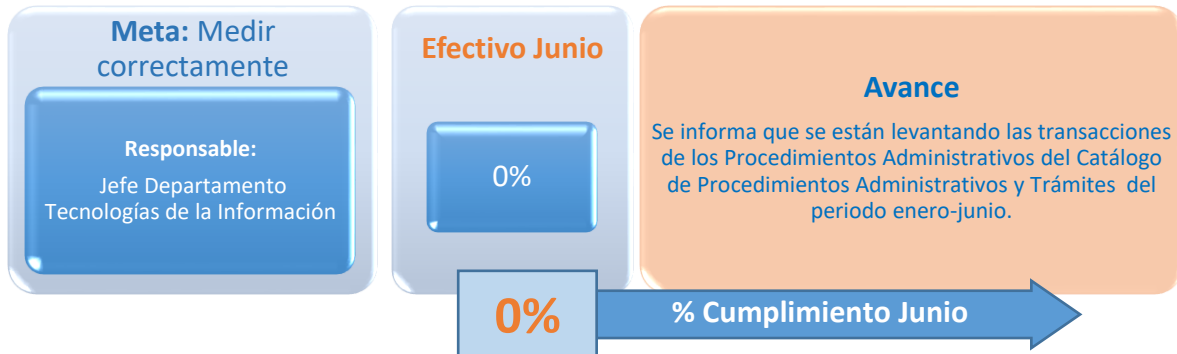 Meta: Medir
correctamente
Responsable:
Jefe Departamento
Tecnologías de la Información
Efectivo Junio
0%
Avance
Se informa que se están levantando las transacciones
de los Procedimientos Administrativos del Catálogo
de Procedimientos Administrativos y Trámites del
periodo enero-junio.
0%
% Cumplimiento Junio